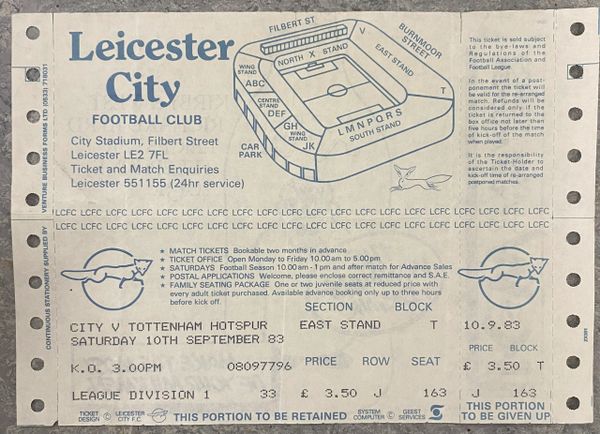 Leicester
City
FOOTBALL CLUB
City Stadium, Filbert Street
Leicester LE2 7FL
Ticket and Match Enquiries
Leicester 551155 (24hr service)
FILBERT ST
BURNMOOR
STREET
NORTH X STAND
V
EAST STAND
T
WING
STAND
ABC
CENTRE
STAND
DEF
GH
WING
STAND
JK
LMNPQRS
SOUTH STAND
CAR
PARK
This ticket is sold subject
to the bye-laws and
Regulations of the
Football Association and
Football League.
In the event of a post-
ponement the ticket will
be valid for the re-arranged
match. Refunds will be
considered only if the
ticket is returned to the
box office not later than
five hours before the time
of kick-off of the match
when played.
It is the responsibility
of the Ticket-Holder to
ascertain the date and
kick-off time of re-arranged
postponed matches.
VENTURE BUSINESS FORMS LTD (0533) 718031
CONTINUOUS STATIONERY SUPPLIED BY
LCFC LCFC LCFC LCFC LCFC LCFC LCFC LCFC LCFC LCFC LCFC LCFC LCFC LCFC LCFC LCFC
LCFC LCFC LCFC LCFC LCFC LCFC LCFC LCFC LCFC LCFC LCFC LCFC LCFC LCFC LCFC LCFC
★ MATCH TICKETS Bookable two months in advance
★ TICKET OFFICE Open Monday to Friday 10.00 am to 5.00pm
★ SATURDAYS Football Season 10.00am - 1pm and after match for Advance Sales
★ POSTAL APPLICATIONS Welcome, please enclose correct remittance and S.A.E.
★ FAMILY SEATING PACKAGE One or two juvenile seats at reduced price with
every adult ticket purchased. Available advance booking only up to three hours
before kick off.
SECTION BLOCK
CITY V TOTTENHAM HOTSPUR EAST STAND T 10.9.83
SATURDAY 10TH SEPTEMBER 83
PRICE BLOCK
K.O. 3.00PM 08097796 PRICE ROW SEAT £ 3.50 T
LEAGUE DIVISION 1 33 £ 3.50 J 163 J 163
TICKET
DESIGN © LEICESTER
CITY F.C.
THIS PORTION TO BE RETAINED
SYSTEM
COMPUTER © GEEST
SERVICES
THIS PORTION
TO BE GIVEN UP